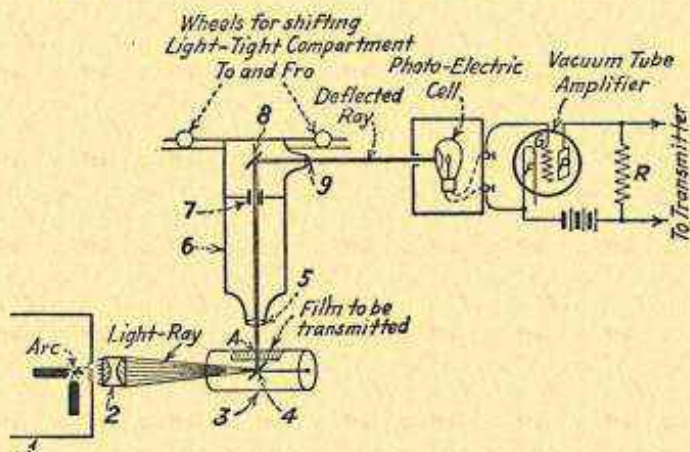 Wheels for shifting
Light-Tight Compartment
To and Fro
Photo-Electric
Cell
Vacuum Tube
Amplifier
Deflected
Ray
8
9
7
6
5
R
To Transmitter
Film to be
transmitted
A
Light-Ray
Arc
2
3
4